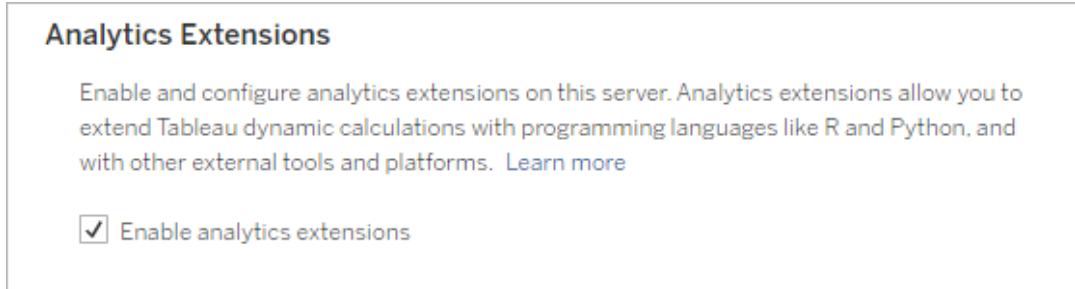 Analytics Extensions
Enable and configure analytics extensions on this server. Analytics extensions allow you to
extend Tableau dynamic calculations with programming languages like R and Python, and
with other external tools and platforms. Learn more
Enable analytics extensions